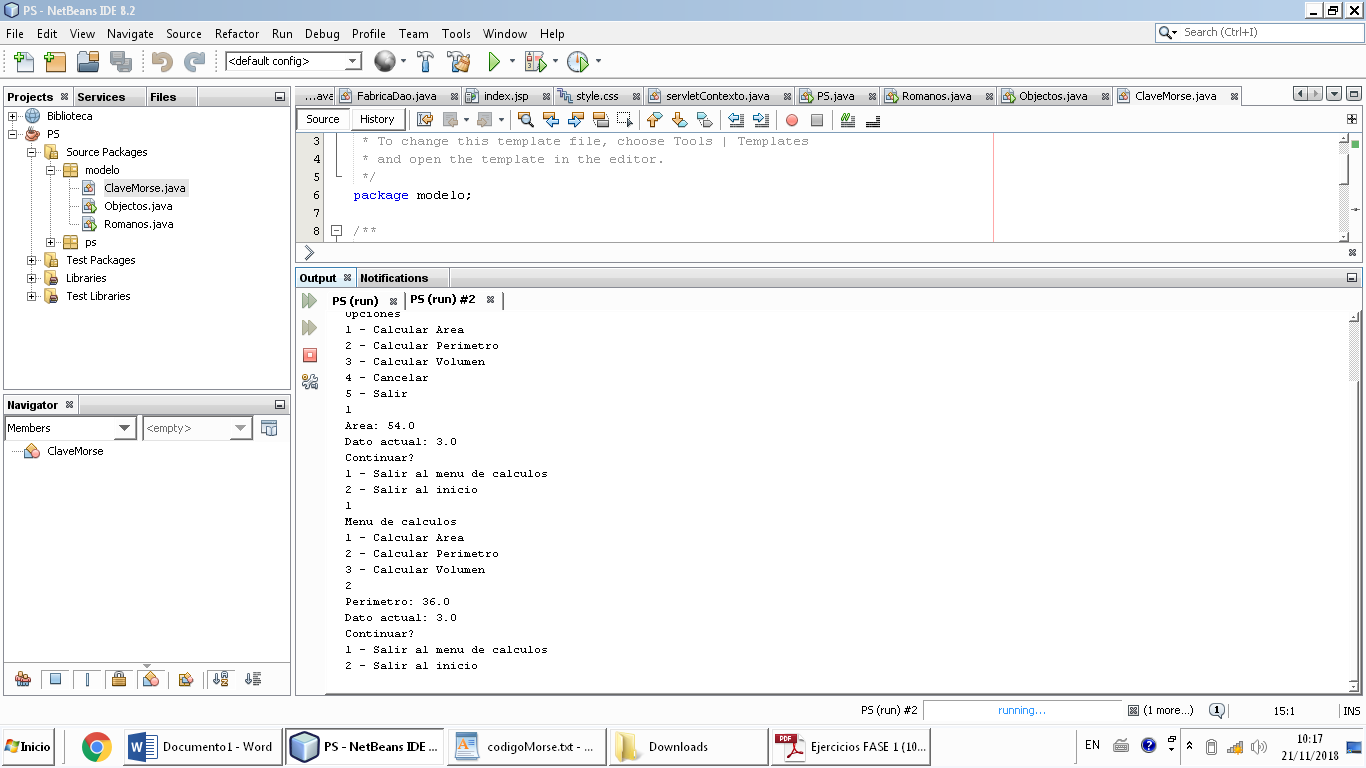 PS - NetBeans IDE 8.2
File Edit View Navigate Source Refactor Run Debug Profile Team Tools Window Help
Search (Ctrl+I)
<default config>
Projects Services Files
...ava FabricaDao.java index.jsp style.css servletContexto.java PS.java Romanos.java Objectos.java ClaveMorse.java
Source History
Biblioteca
PS
Source Packages
modelo
ClaveMorse.java
Objectos.java
Romanos.java
ps
Test Packages
Libraries
Test Libraries
3 * To change this template file, choose Tools | Templates
4 * and open the template in the editor.
5 */
6 package modelo;
7
8 /**
Output Notifications
PS (run) PS (run) #2
Opciones
1 - Calcular Area
2 - Calcular Perimetro
3 - Calcular Volumen
4 - Cancelar
5 - Salir
1
Area: 54.0
Dato actual: 3.0
Continuar?
1 - Salir al menu de calculos
2 - Salir al inicio
1
Menu de calculos
1 - Calcular Area
2 - Calcular Perimetro
3 - Calcular Volumen
2
Perimetro: 36.0
Dato actual: 3.0
Continuar?
1 - Salir al menu de calculos
2 - Salir al inicio
Navigator
Members <empty>
ClaveMorse
PS (run) #2 running... (1 more...) 1 15:1 INS
Inicio Documento1 - Word PS - NetBeans IDE ... codigoMorse.txt - ... Downloads PDF Ejercicios FASE 1 (10... EN 10:17
21/11/2018